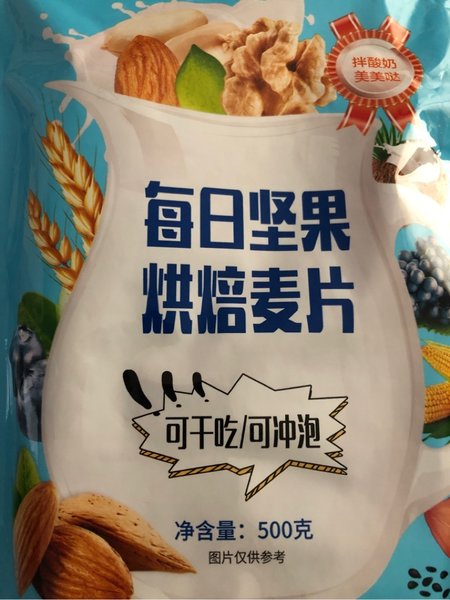 拌酸奶
美美哒
每日坚果
烘焙麦片
可干吃/可冲泡
净含量：500克
图片仅供参考